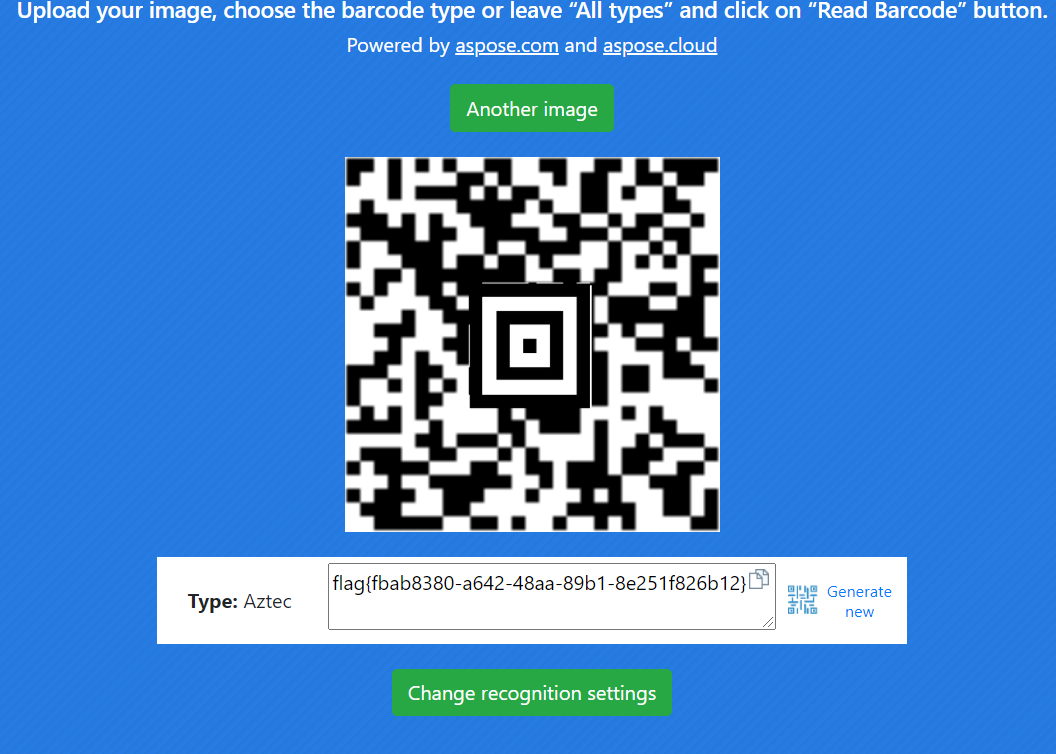 Upload your image, choose the barcode type or leave “All types” and click on “Read Barcode” button.
Powered by aspose.com and aspose.cloud
Another image
Type: Aztec
flag{fbab8380-a642-48aa-89b1-8e251f826b12}
Generate
new
Change recognition settings